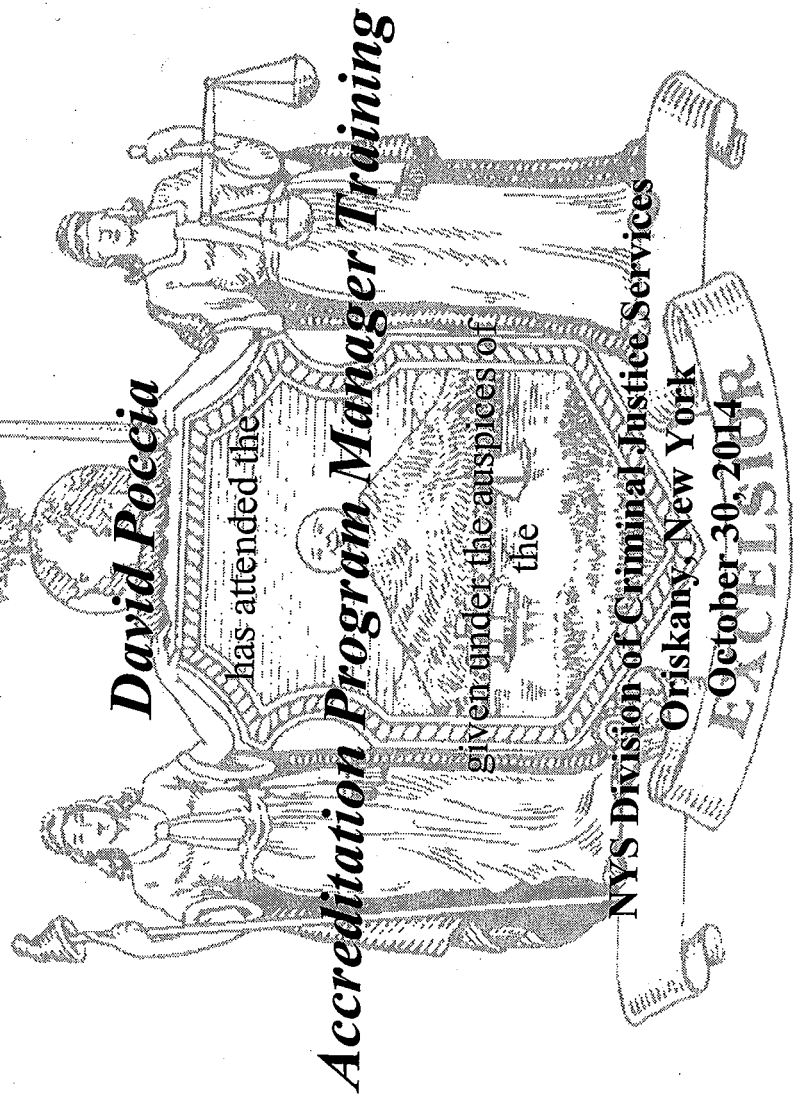 David Poccia
has attended the
Accreditation Program Manager Training
given under the auspices of
the
NYS Division of Criminal Justice Services
Oriskany, New York
October 30, 2014
EXCELSIOR